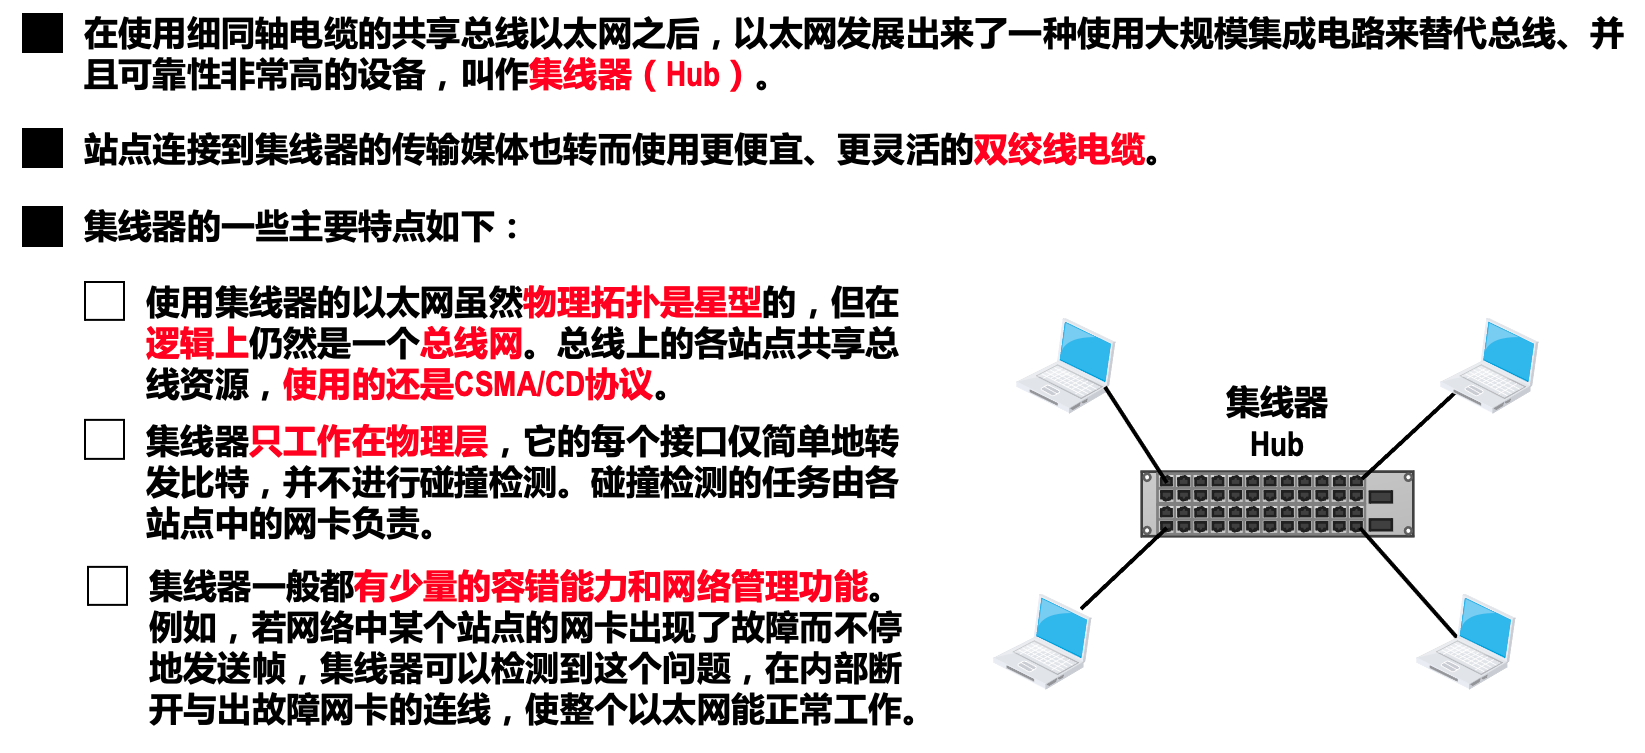 在使用细同轴电缆的共享总线以太网之后，以太网发展出来了一种使用大规模集成电路来替代总线、并
且可靠性非常高的设备，叫作集线器（Hub）。
站点连接到集线器的传输媒体也转而使用更便宜、更灵活的双绞线电缆。
集线器的一些主要特点如下：
使用集线器的以太网虽然物理拓扑是星型的，但在
逻辑上仍然是一个总线网。总线上的各站点共享总
线资源，使用的还是CSMA/CD协议。
集线器只工作在物理层，它的每个接口仅简单地转
发比特，并不进行碰撞检测。碰撞检测的任务由各
站点中的网卡负责。
集线器一般都有少量的容错能力和网络管理功能。
例如，若网络中某个站点的网卡出现了故障而不停
地发送帧，集线器可以检测到这个问题，在内部断
开与出故障网卡的连线，使整个以太网能正常工作。
集线器
Hub